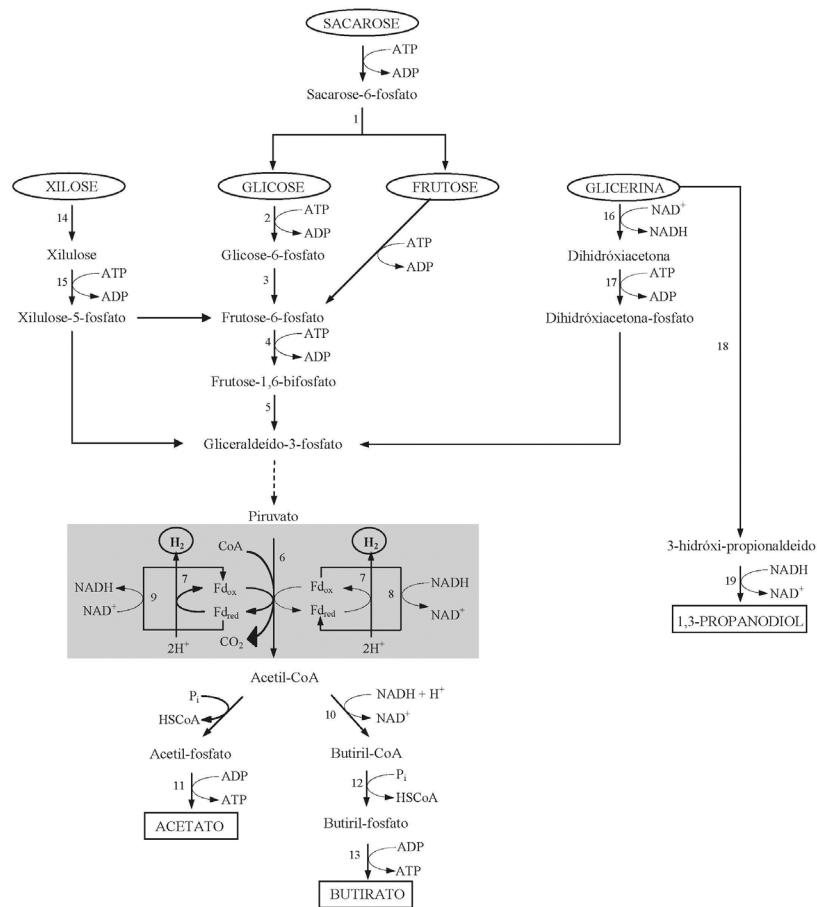 SACAROSE
ATP
ADP
Sacarose-6-fosfato
1
XILOSE
GLICOSE
FRUTOSE
GLICERINA
14
2
ATP
ADP
ATP
ADP
16
NAD⁺
NADH
Xilulose
Glicose-6-fosfato
Dihidróxiacetona
15
ATP
ADP
3
17
ATP
ADP
Xilulose-5-fosfato
Frutose-6-fosfato
Dihidróxiacetona-fosfato
4
ATP
ADP
18
Frutose-1,6-bifosfato
5
Gliceraldeído-3-fosfato
Piruvato
H₂
CoA
6
H₂
3-hidróxi-propionaldeido
NADH
NAD⁺
9
7
Fdox
Fdred
Fdox
Fdred
7
8
NADH
NAD⁺
19
NADH
NAD⁺
2H⁺
CO₂
2H⁺
1,3-PROPANODIOL
Acetil-CoA
Pi
HSCoA
10
NADH + H⁺
NAD⁺
Acetil-fosfato
Butiril-CoA
11
ADP
ATP
12
Pi
HSCoA
ACETATO
Butiril-fosfato
13
ADP
ATP
BUTIRATO